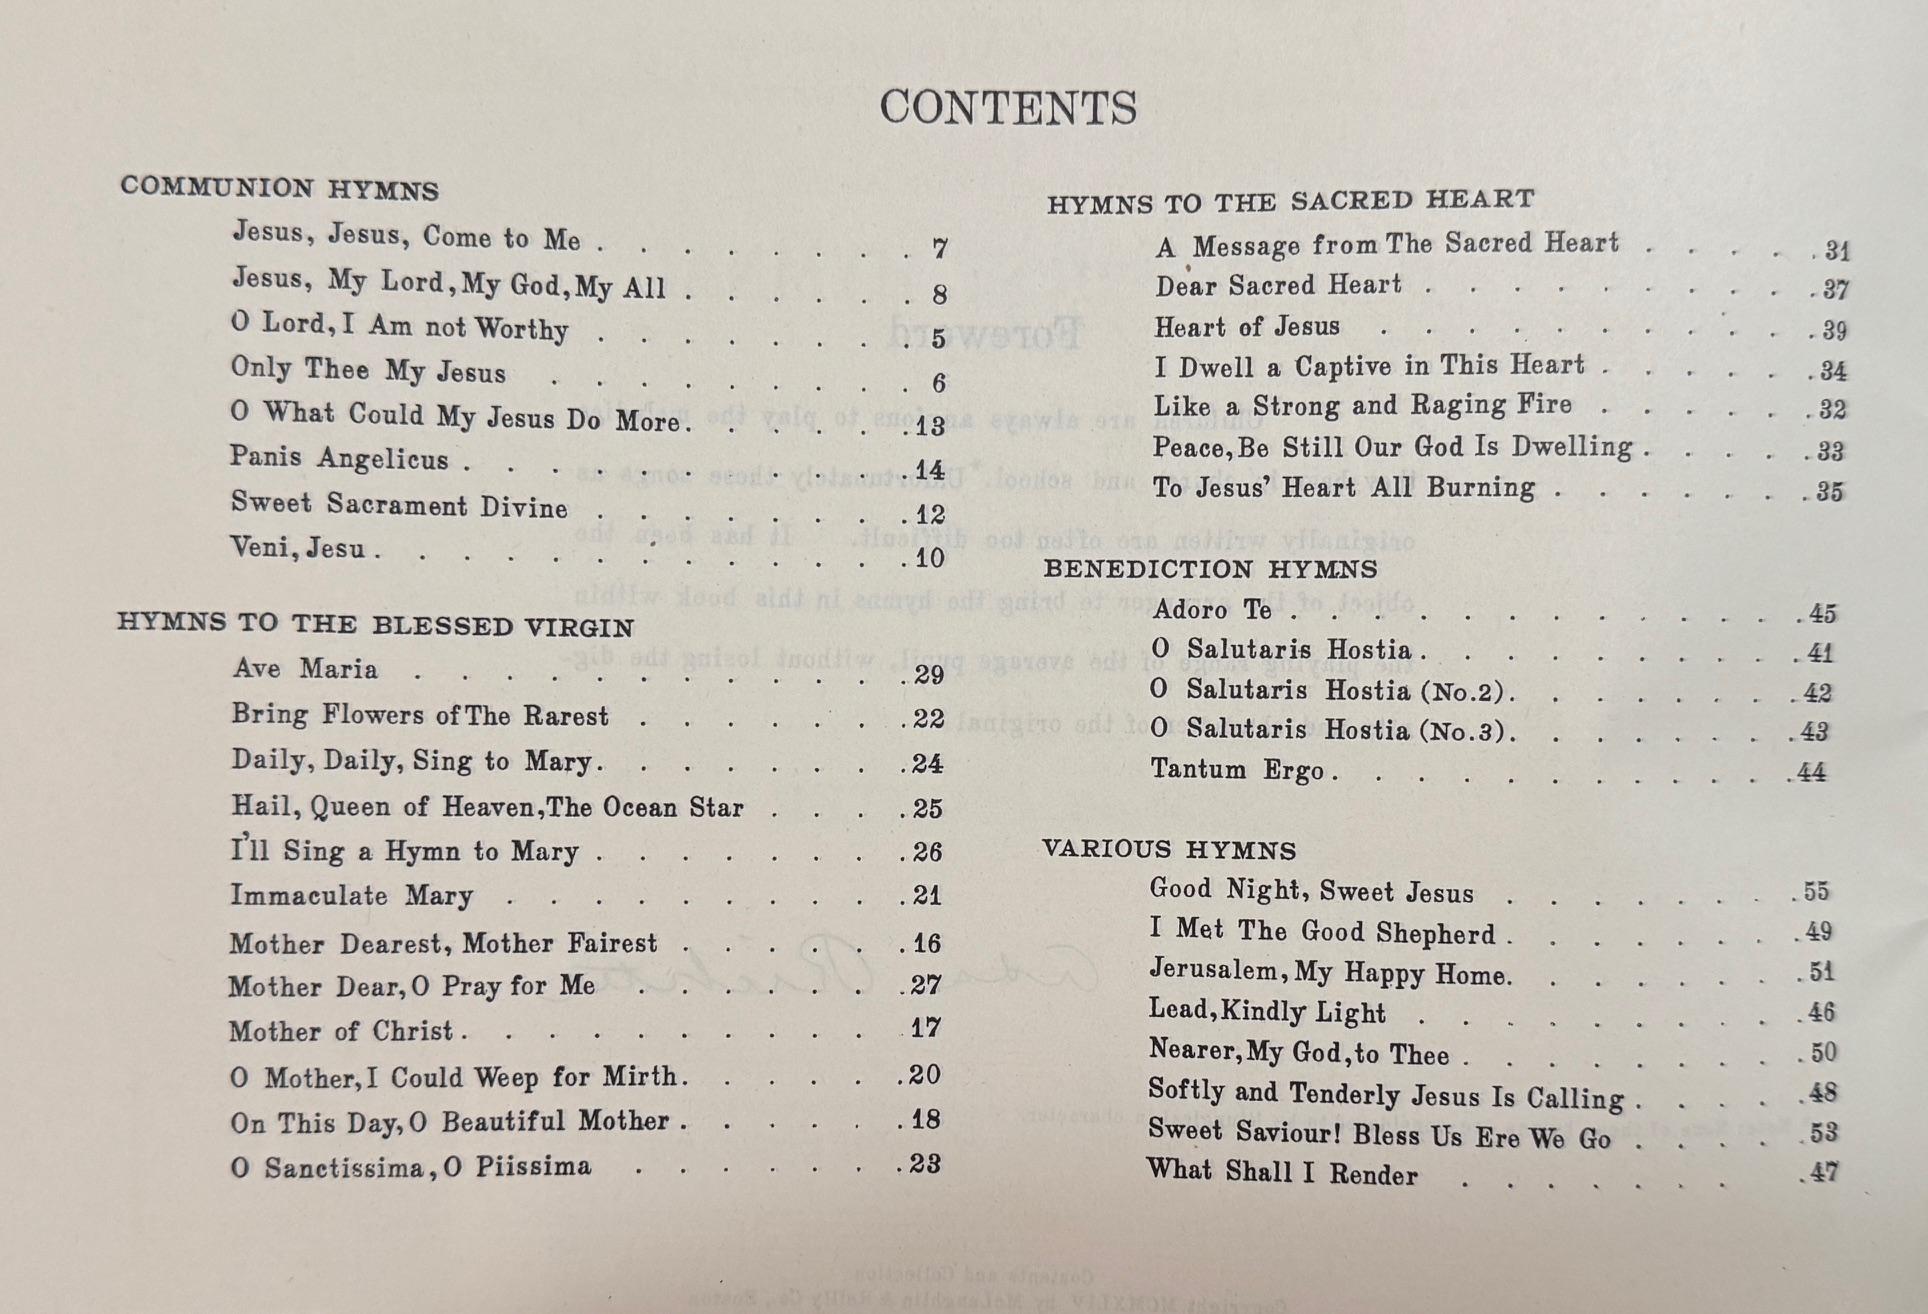 CONTENTS
COMMUNION HYMNS
Jesus, Jesus, Come to Me . . . . . . . . 7
Jesus, My Lord, My God, My All . . . . . . 8
O Lord, I Am not Worthy . . . . . . . . 5
Only Thee My Jesus . . . . . . . . . 6
O What Could My Jesus Do More . . . . . . 13
Panis Angelicus . . . . . . . . . . . 14
Sweet Sacrament Divine . . . . . . . . 12
Veni, Jesu . . . . . . . . . . . . . 10
HYMNS TO THE BLESSED VIRGIN
Ave Maria . . . . . . . . . . . . 29
Bring Flowers of The Rarest . . . . . . . 22
Daily, Daily, Sing to Mary . . . . . . . . 24
Hail, Queen of Heaven, The Ocean Star . . . . 25
I'll Sing a Hymn to Mary . . . . . . . . 26
Immaculate Mary . . . . . . . . . . 21
Mother Dearest, Mother Fairest . . . . . . 16
Mother Dear, O Pray for Me . . . . . . . 27
Mother of Christ . . . . . . . . . . 17
O Mother, I Could Weep for Mirth . . . . . . 20
On This Day, O Beautiful Mother . . . . . . 18
O Sanctissima, O Piissima . . . . . . . 23
HYMNS TO THE SACRED HEART
A Message from The Sacred Heart . . . . . 31
Dear Sacred Heart . . . . . . . . . . 37
Heart of Jesus . . . . . . . . . . . 39
I Dwell a Captive in This Heart . . . . . . 34
Like a Strong and Raging Fire . . . . . . 32
Peace, Be Still Our God Is Dwelling . . . . . 33
To Jesus' Heart All Burning . . . . . . . 35
BENEDICTION HYMNS
Adoro Te . . . . . . . . . . . . . 45
O Salutaris Hostia . . . . . . . . . . 41
O Salutaris Hostia (No. 2) . . . . . . . . 42
O Salutaris Hostia (No. 3) . . . . . . . . 43
Tantum Ergo . . . . . . . . . . . . 44
VARIOUS HYMNS
Good Night, Sweet Jesus . . . . . . . . 55
I Met The Good Shepherd . . . . . . . . 49
Jerusalem, My Happy Home . . . . . . . 51
Lead, Kindly Light . . . . . . . . . . 46
Nearer, My God, to Thee . . . . . . . . . 50
Softly and Tenderly Jesus Is Calling . . . . . 48
Sweet Saviour! Bless Us Ere We Go . . . . . 53
What Shall I Render . . . . . . . . 47